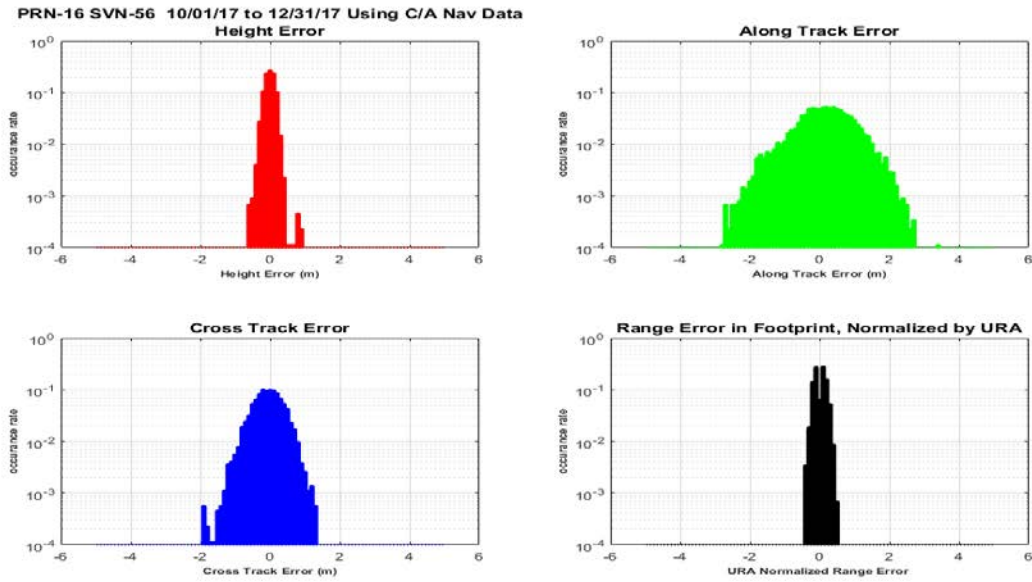 PRN-16 SVN-56 10/01/17 to 12/31/17 Using C/A Nav Data
Height Error
10^0
10^-1
10^-2
10^-3
10^-4
occurance rate
-6 -4 -2 0 2 4 6
Height Error (m)
Along Track Error
10^0
10^-1
10^-2
10^-3
10^-4
occurance rate
-6 -4 -2 0 2 4 6
Along Track Error (m)
Cross Track Error
10^0
10^-1
10^-2
10^-3
10^-4
occurance rate
-6 -4 -2 0 2 4 6
Cross Track Error (m)
Range Error in Footprint, Normalized by URA
10^0
10^-1
10^-2
10^-3
10^-4
occurance rate
-6 -4 -2 0 2 4 6
URA Normalized Range Error